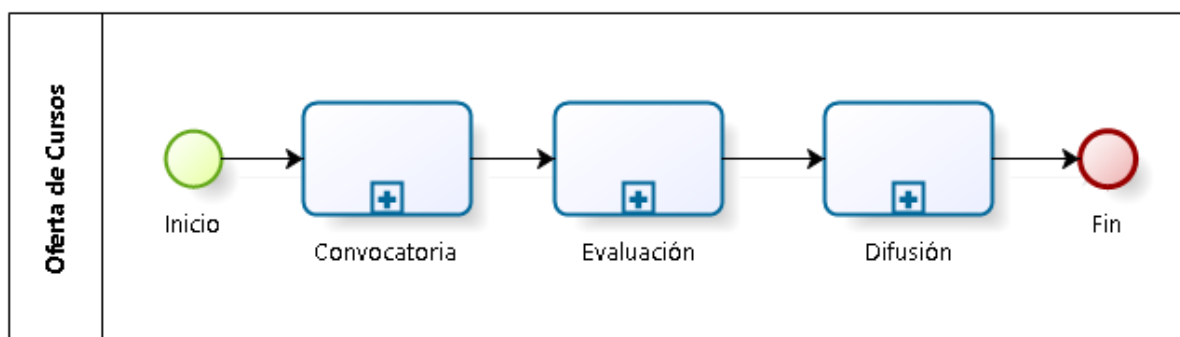 Oferta de Cursos
Inicio
Convocatoria
Evaluación
Difusión
Fin